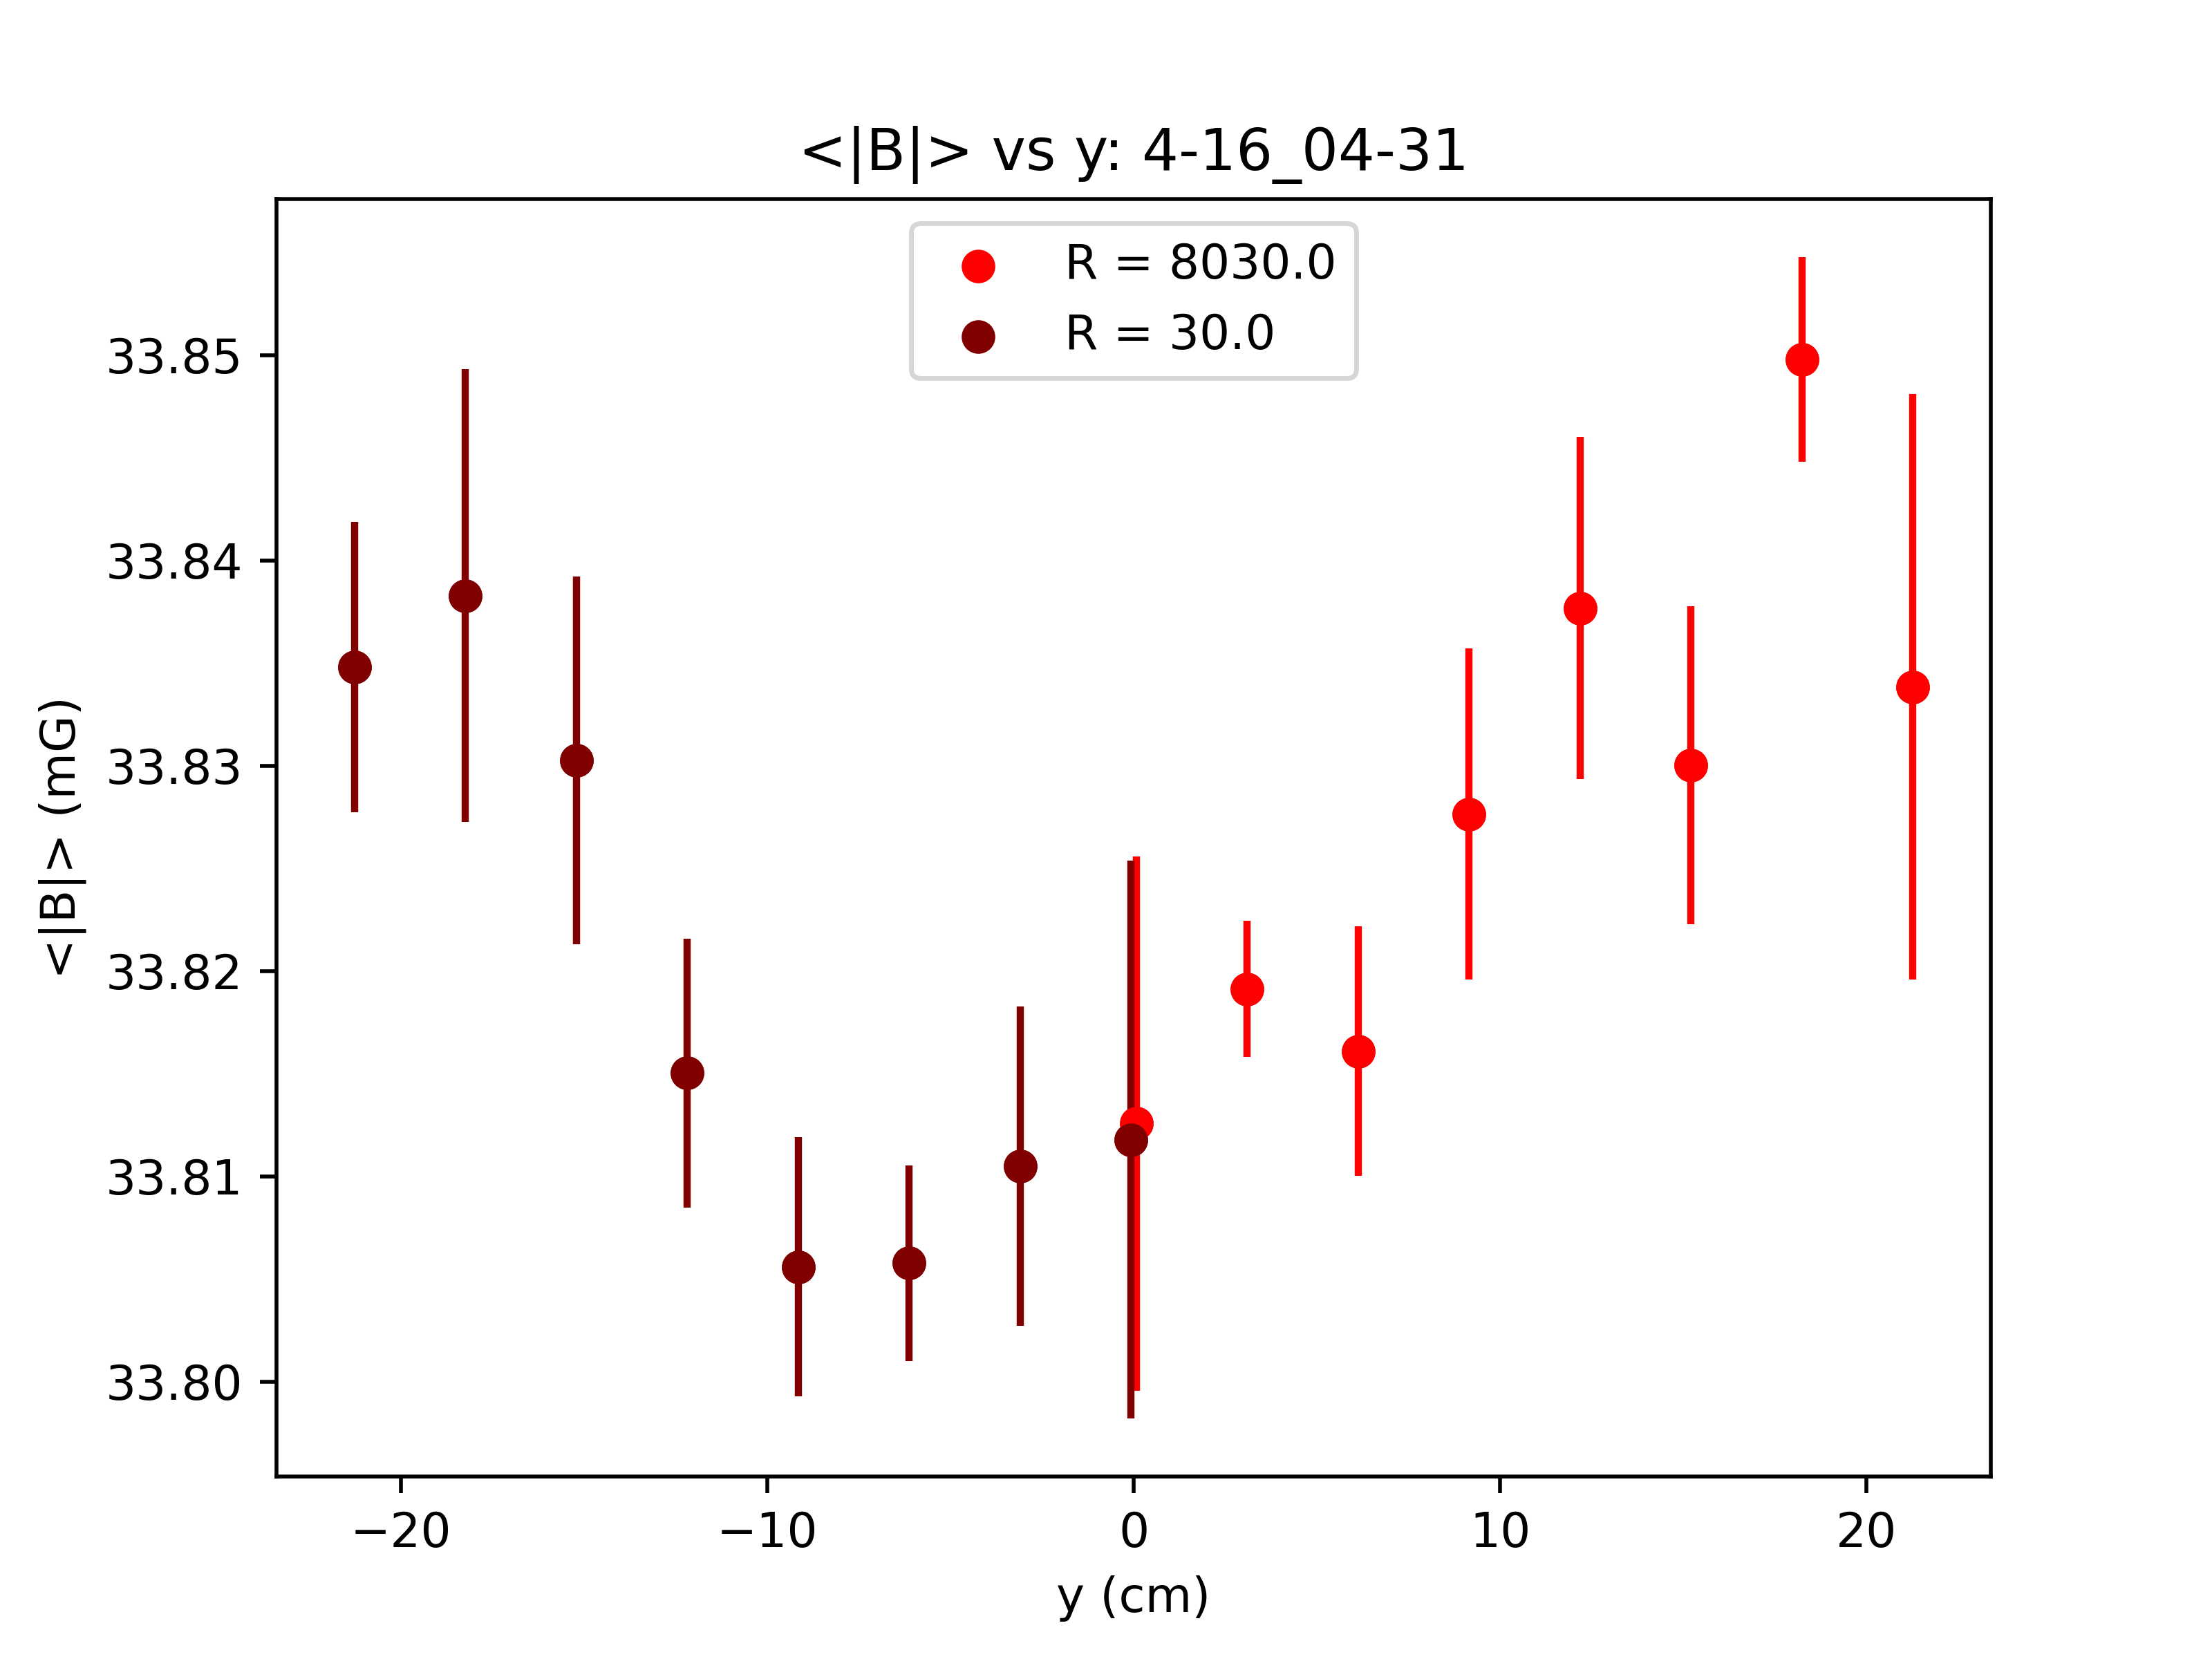 <|B|> vs y: 4-16_04-31
R = 8030.0
R = 30.0
33.85
33.84
33.83
33.82
33.81
33.80
<|B|> (mG)
−20 −10 0 10 20
y (cm)